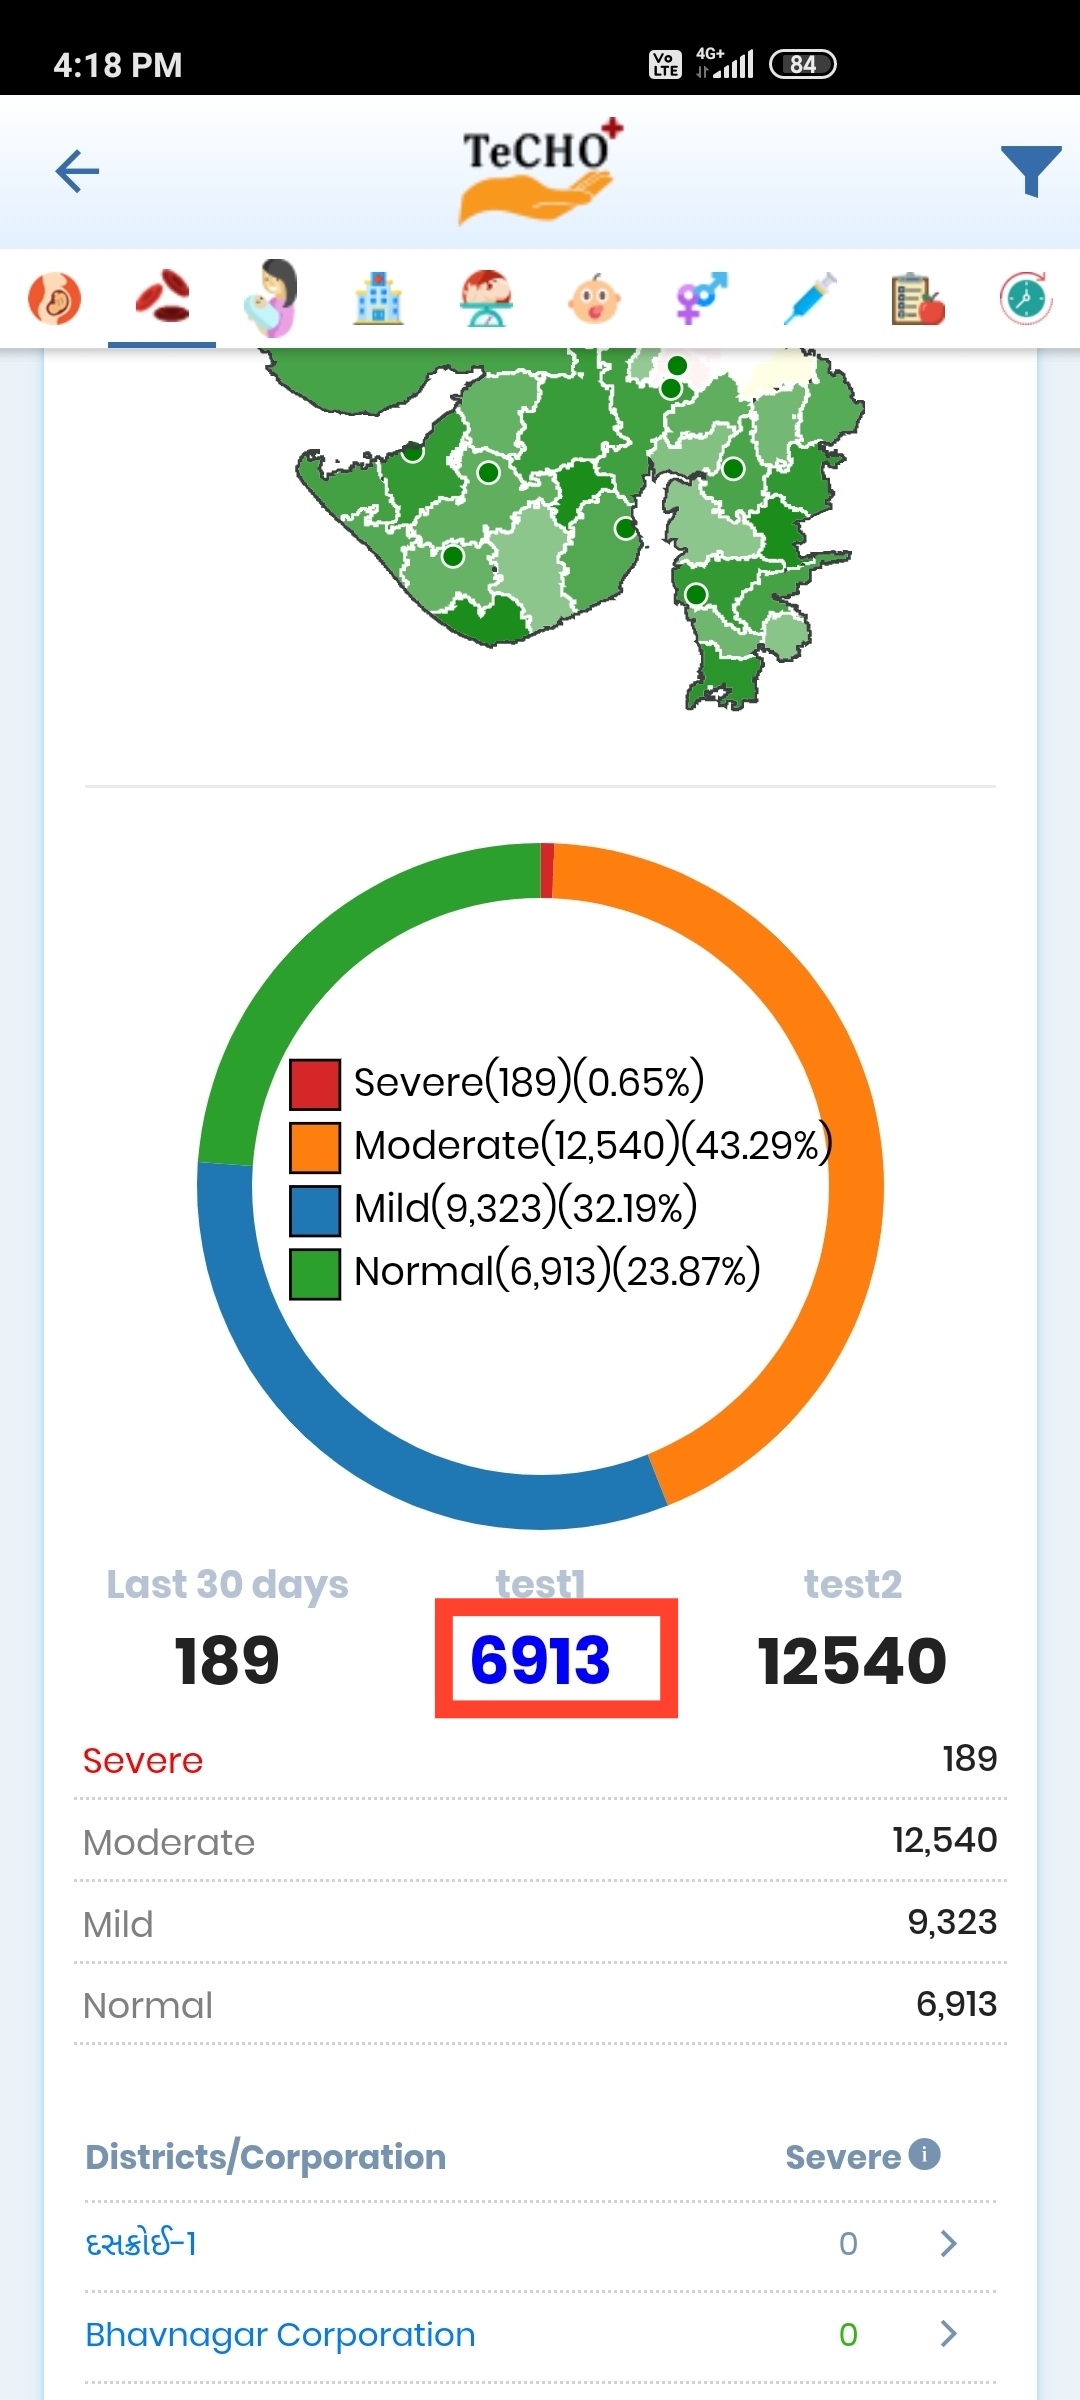 4:18 PM
Vo LTE 4G+ 84
TeCHO+
Severe(189)(0.65%)
Moderate(12,540)(43.29%)
Mild(9,323)(32.19%)
Normal(6,913)(23.87%)
Last 30 days test1 test2
189 6913 12540
Severe 189
Moderate 12,540
Mild 9,323
Normal 6,913
Districts/Corporation Severe i
દસક્રોઈ-1 0
Bhavnagar Corporation 0